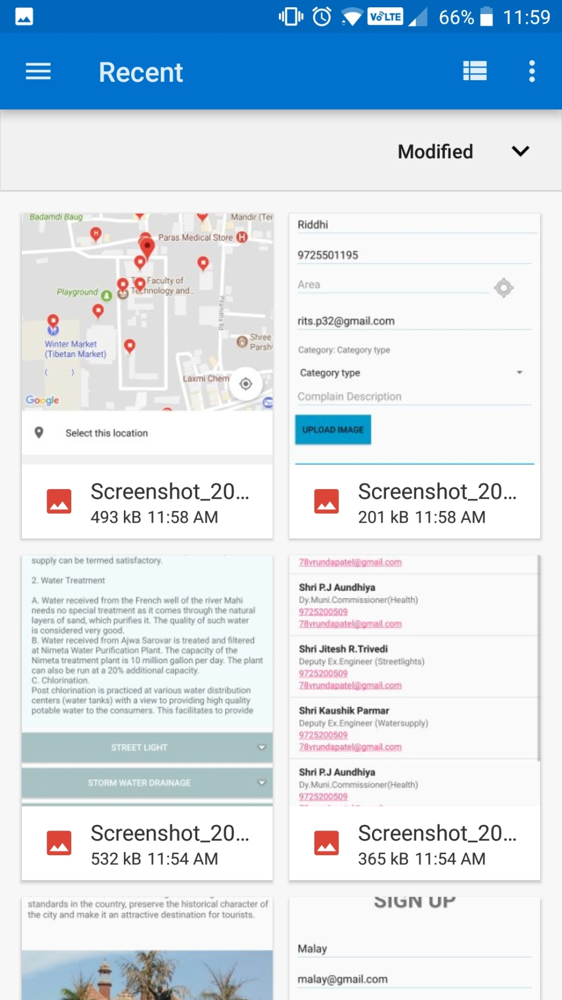 VoLTE 66% 11:59
Recent
Modified
Badamdi Baug
Mandir (Ter
Paras Medical Store
Faculty of
Technology and...
Playground
Pramtha Rd
Winter Market
(Tibetan Market)
Shree
Parsh
Laxmi Chem
Google
Select this location
Screenshot_20...
493 kB 11:58 AM
Riddhi
9725501195
Area
rits.p32@gmail.com
Category: Category type
Category type
Complain Description
UPLOAD IMAGE
Screenshot_20...
201 kB 11:58 AM
supply can be termed satisfactory.
2. Water Treatment
A. Water received from the French well of the river Mahi
needs no special treatment as it comes through the natural
layers of sand, which purifies it. The quality of such water
is considered very good.
B. Water received from Ajwa Sarovar is treated and filtered
at Nimeta Water Purification Plant. The capacity of the
Nimeta treatment plant is 10 million gallon per day. The plant
can also be run at a 20% additional capacity.
C. Chlorination.
Post chlorination is practiced at various water distribution
centers (water tanks) with a view to providing high quality
potable water to the consumers. This facilitates to provide
STREET LIGHT
STORM WATER DRAINAGE
Screenshot_20...
532 kB 11:54 AM
78vrundapatel@gmail.com
Shri P.J Aundhiya
Dy.Muni.Commissioner(Health)
9725200509
78vrundapatel@gmail.com
Shri Jitesh R.Trivedi
Deputy Ex.Engineer (Streetlights)
9725200509
78vrundapatel@gmail.com
Shri Kaushik Parmar
Deputy Ex.Engineer (Watersupply)
9725200509
78vrundapatel@gmail.com
Shri P.J Aundhiya
Dy.Muni.Commissioner(Health)
9725200509
Screenshot_20...
365 kB 11:54 AM
standards in the country, preserve the historical character of
the city and make it an attractive destination for tourists.
SIGN UP
Malay
malay@gmail.com